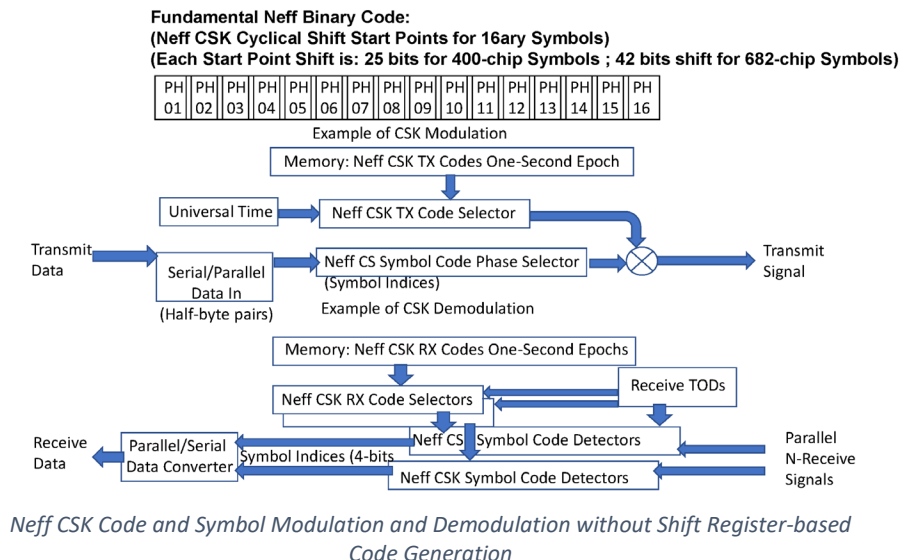 Fundamental Neff Binary Code:
(Neff CSK Cyclical Shift Start Points for 16ary Symbols)
(Each Start Point Shift is: 25 bits for 400-chip Symbols ; 42 bits shift for 682-chip Symbols)
PH 01 PH 02 PH 03 PH 04 PH 05 PH 06 PH 07 PH 08 PH 09 PH 10 PH 11 PH 12 PH 13 PH 14 PH 15 PH 16
Example of CSK Modulation
Memory: Neff CSK TX Codes One-Second Epoch
Universal Time
Neff CSK TX Code Selector
Transmit
Data
Serial/Parallel
Data In
(Half-byte pairs)
Neff CS Symbol Code Phase Selector
(Symbol Indices)
Transmit
Signal
Example of CSK Demodulation
Memory: Neff CSK RX Codes One-Second Epochs
Neff CSK RX Code Selectors
Receive TODs
Receive
Data
Parallel/Serial
Data Converter
Symbol Indices (4-bits
Neff CS Symbol Code Detectors
Neff CSK Symbol Code Detectors
Parallel
N-Receive
Signals
Neff CSK Code and Symbol Modulation and Demodulation without Shift Register-based
Code Generation